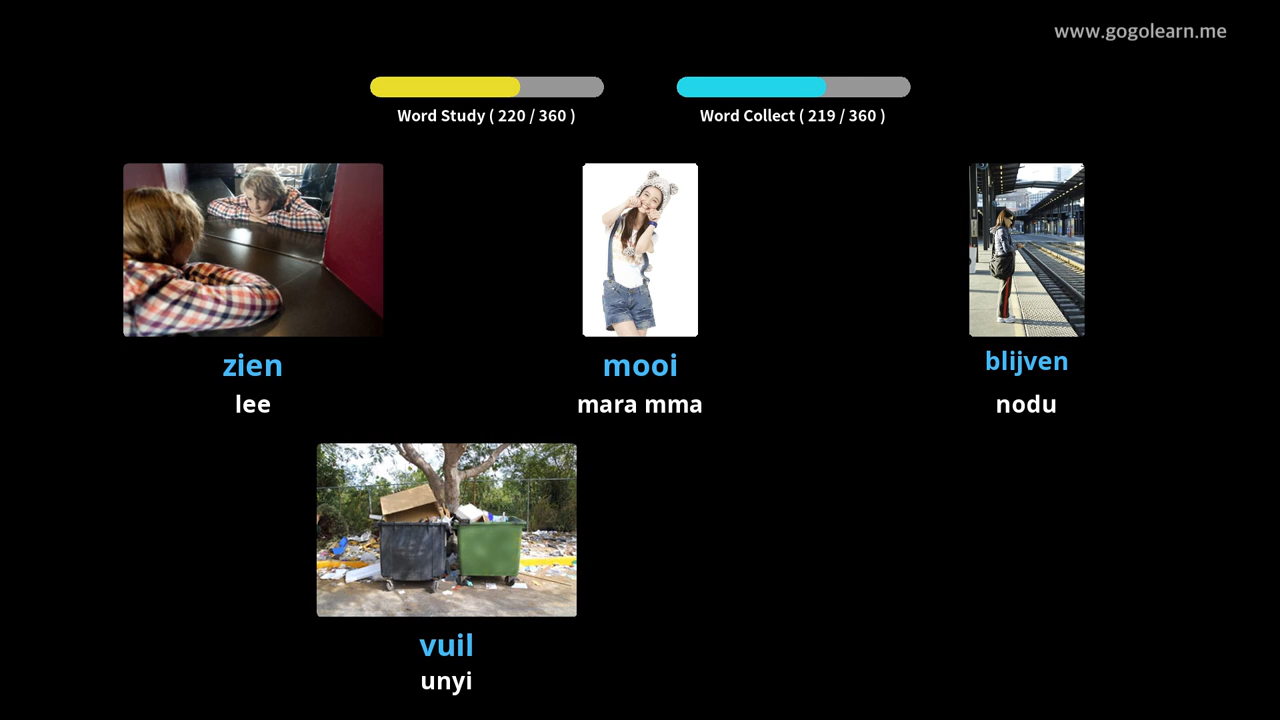 www.gogolearn.me
Word Study ( 220 / 360 )
Word Collect ( 219 / 360 )
zien
lee
mooi
mara mma
blijven
nodu
vuil
unyi